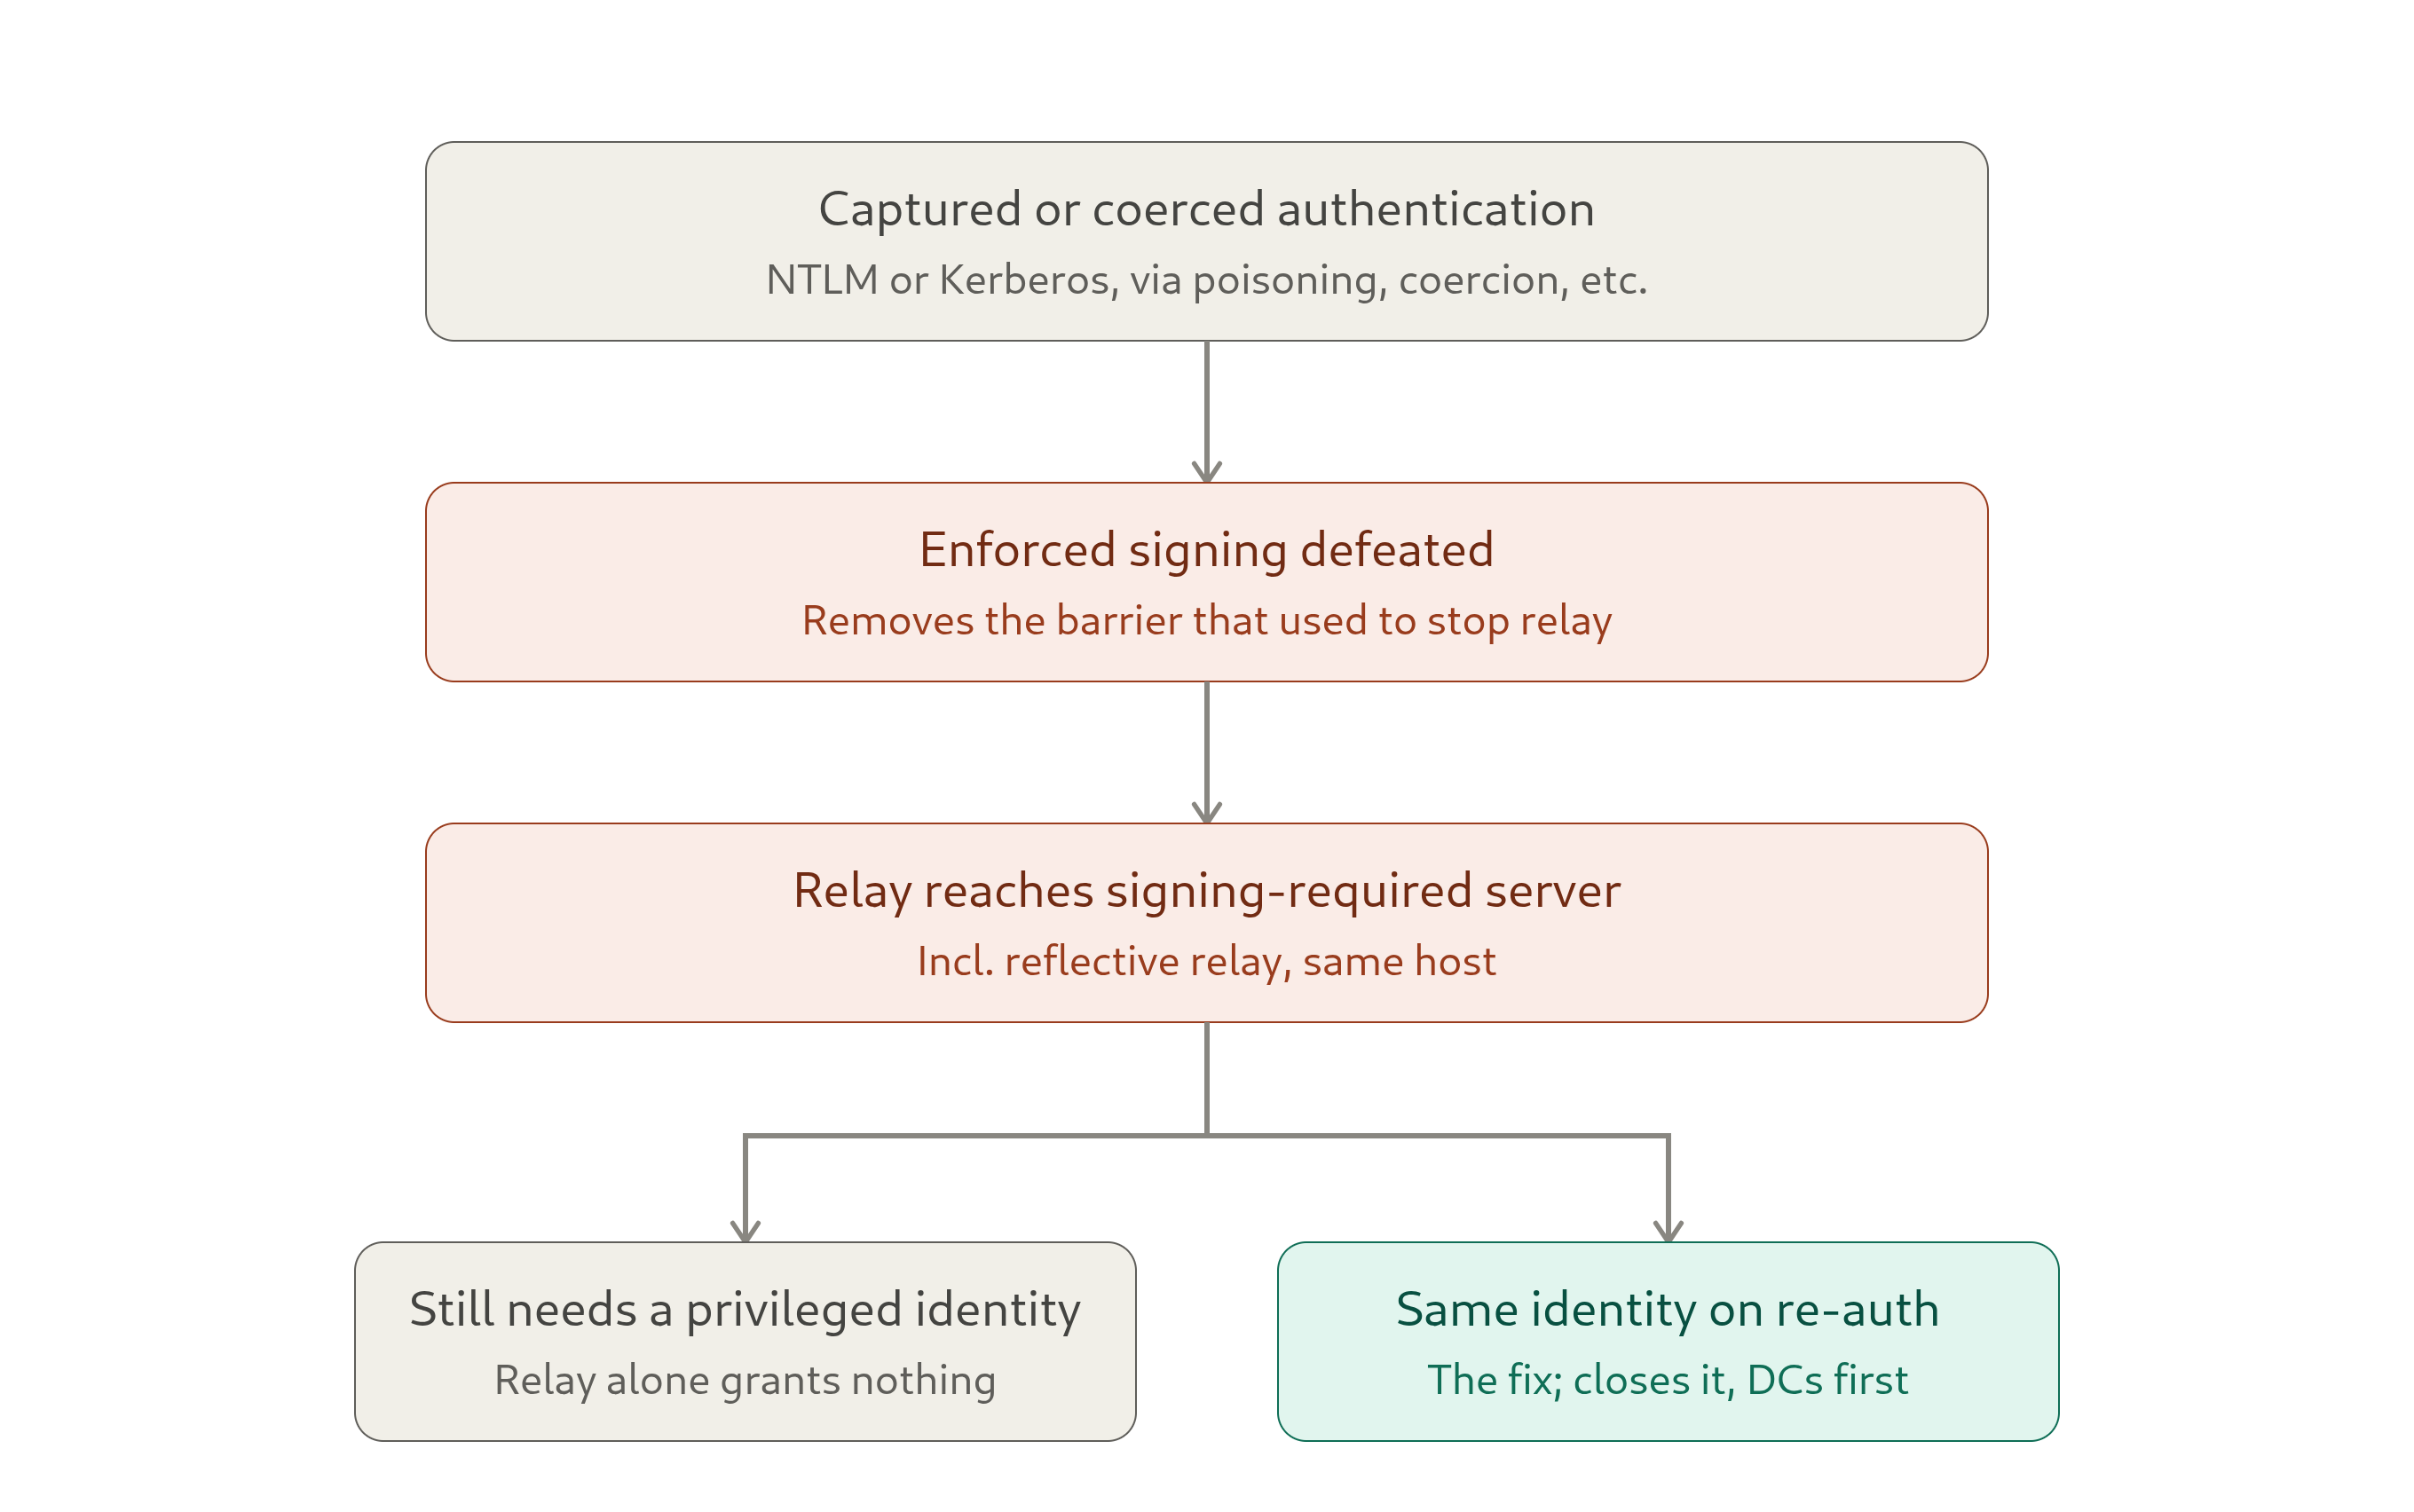 Captured or coerced authentication
NTLM or Kerberos, via poisoning, coercion, etc.
Enforced signing defeated
Removes the barrier that used to stop relay
Relay reaches signing-required server
Incl. reflective relay, same host
Still needs a privileged identity
Relay alone grants nothing
Same identity on re-auth
The fix; closes it, DCs first